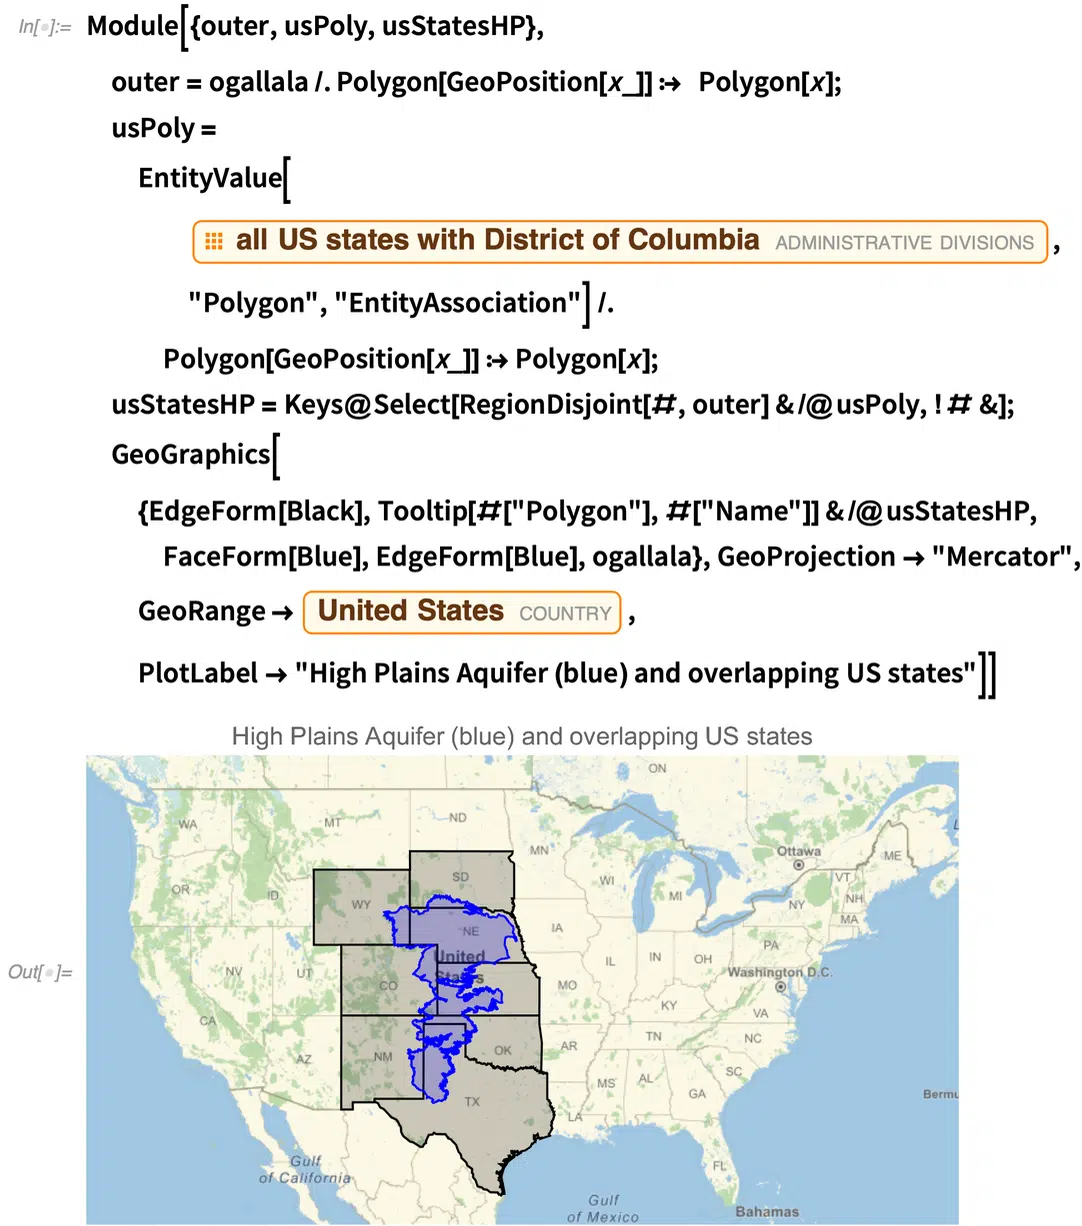 In[●]:= Module[{outer, usPoly, usStatesHP},
outer = ogallala /. Polygon[GeoPosition[x_]] :→ Polygon[x];
usPoly =
EntityValue[
all US states with District of Columbia ADMINISTRATIVE DIVISIONS ,
"Polygon", "EntityAssociation"] /.
Polygon[GeoPosition[x_]] :→ Polygon[x];
usStatesHP = Keys@Select[RegionDisjoint[#, outer] & /@ usPoly, ! # &];
GeoGraphics[
{EdgeForm[Black], Tooltip[#["Polygon"], #["Name"]] & /@ usStatesHP,
FaceForm[Blue], EdgeForm[Blue], ogallala}, GeoProjection → "Mercator",
GeoRange → United States COUNTRY ,
PlotLabel → "High Plains Aquifer (blue) and overlapping US states"]]
High Plains Aquifer (blue) and overlapping US states
Out[●]=
ON
WA
MT
ND
MN
Ottawa
ME
OR
ID
SD
WI
MI
VT
NH
NY
MA
WY
NE
IA
PA
United
States
IL
IN
OH
Washington D.C.
NV
UT
CO
MO
KY
VA
CA
AZ
NM
OK
AR
TN
NC
MS
AL
GA
SC
TX
LA
Bermu
Gulf
of California
FL
Gulf
of Mexico
Bahamas